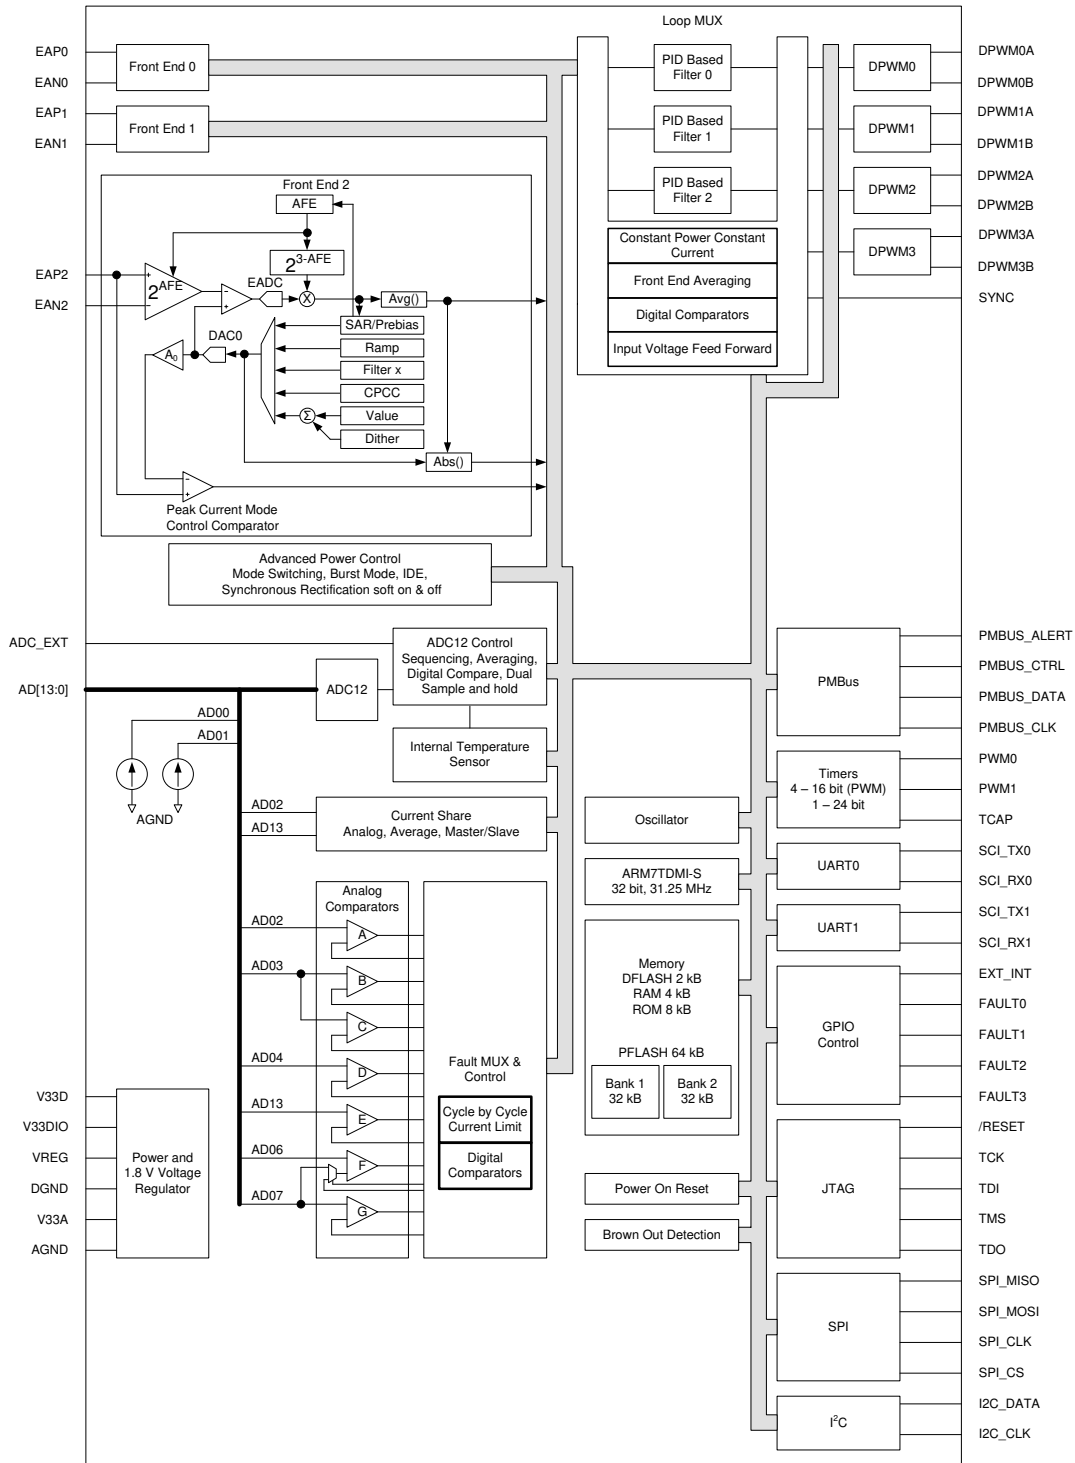 Loop MUX
EAP0
EAN0
EAP1
EAN1
Front End 0
Front End 1
PID Based
Filter 0
PID Based
Filter 1
PID Based
Filter 2
DPWM0
DPWM1
DPWM2
DPWM3
DPWM0A
DPWM0B
DPWM1A
DPWM1B
DPWM2A
DPWM2B
DPWM3A
DPWM3B
SYNC
Constant Power Constant
Current
Front End Averaging
Digital Comparators
Input Voltage Feed Forward
Front End 2
AFE
2^3-AFE
EAP2
EAN2
+
2^AFE
-
-
+
EADC
X
Avg()
SAR/Prebias
Ramp
Filter x
CPCC
Value
Dither
Σ
DAC0
A₀
Abs()
-
+
Peak Current Mode
Control Comparator
Advanced Power Control
Mode Switching, Burst Mode, IDE,
Synchronous Rectification soft on & off
ADC_EXT
AD[13:0]
ADC12
ADC12 Control
Sequencing, Averaging,
Digital Compare, Dual
Sample and hold
AD00
AD01
AGND
Internal Temperature
Sensor
AD02
AD13
Current Share
Analog, Average, Master/Slave
Analog
Comparators
AD02
A
AD03
B
C
AD04
D
AD13
E
AD06
F
AD07
G
Fault MUX &
Control
Cycle by Cycle
Current Limit
Digital
Comparators
V33D
V33DIO
VREG
DGND
V33A
AGND
Power and
1.8 V Voltage
Regulator
Oscillator
ARM7TDMI-S
32 bit, 31.25 MHz
Memory
DFLASH 2 kB
RAM 4 kB
ROM 8 kB
PFLASH 64 kB
Bank 1
32 kB
Bank 2
32 kB
Power On Reset
Brown Out Detection
PMBus
PMBUS_ALERT
PMBUS_CTRL
PMBUS_DATA
PMBUS_CLK
Timers
4 – 16 bit (PWM)
1 – 24 bit
PWM0
PWM1
TCAP
UART0
SCI_TX0
SCI_RX0
UART1
SCI_TX1
SCI_RX1
GPIO
Control
EXT_INT
FAULT0
FAULT1
FAULT2
FAULT3
JTAG
/RESET
TCK
TDI
TMS
TDO
SPI
SPI_MISO
SPI_MOSI
SPI_CLK
SPI_CS
I²C
I2C_DATA
I2C_CLK